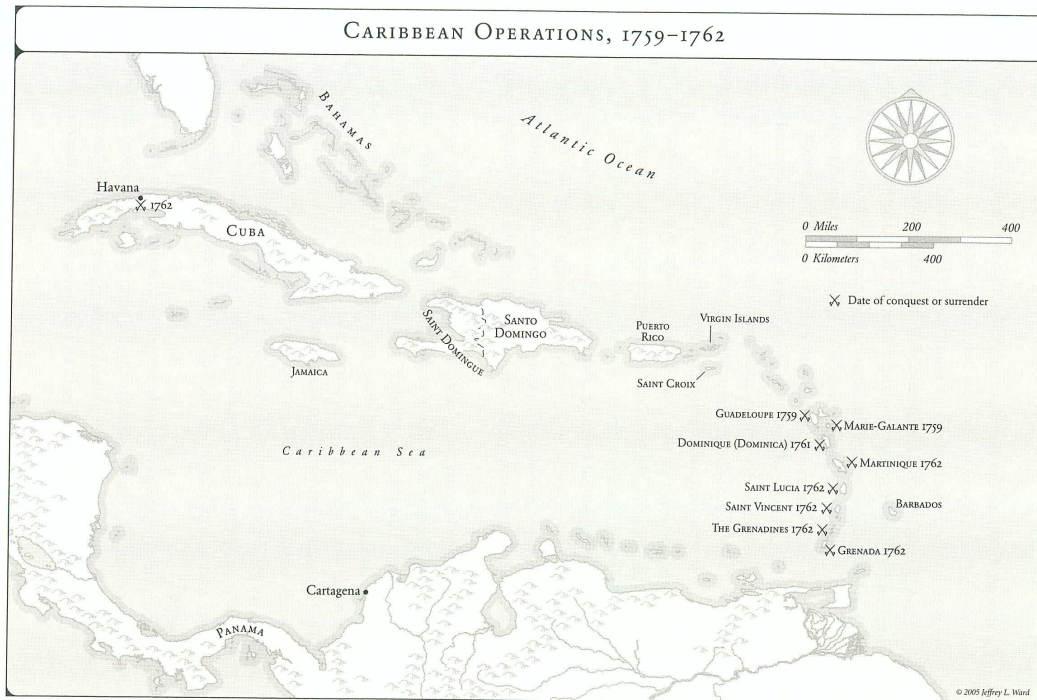 CARIBBEAN OPERATIONS, 1759–1762
BAHAMAS
Atlantic Ocean
Havana
1762
CUBA
0 Miles 200 400
0 Kilometers 400
Date of conquest or surrender
SAINT DOMINGUE
SANTO
DOMINGO
PUERTO
RICO
VIRGIN ISLANDS
JAMAICA
SAINT CROIX
GUADELOUPE 1759
MARIE-GALANTE 1759
DOMINIQUE (DOMINICA) 1761
Caribbean Sea
MARTINIQUE 1762
SAINT LUCIA 1762
SAINT VINCENT 1762
BARBADOS
THE GRENADINES 1762
GRENADA 1762
Cartagena
PANAMA
© 2005 Jeffrey L. Ward